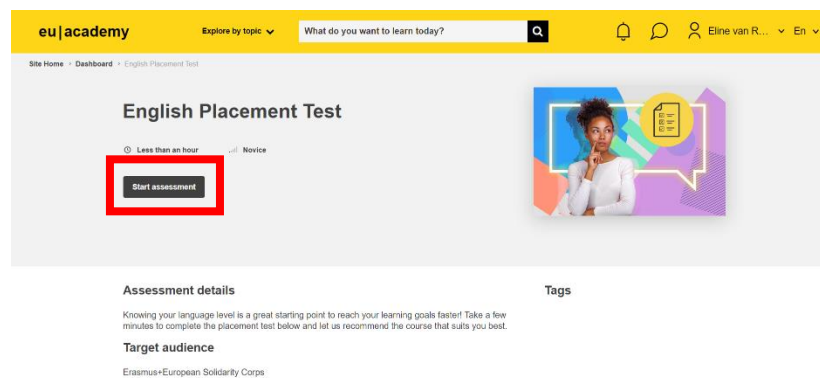 eu|academy
Explore by topic
What do you want to learn today?
Eline van R...
En
Site Home
Dashboard
English Placement Test
English Placement Test
Less than an hour
Novice
Start assessment
Assessment details
Tags
Knowing your language level is a great starting point to reach your learning goals faster! Take a few
minutes to complete the placement test below and let us recommend the course that suits you best.
Target audience
Erasmus+European Solidarity Corps